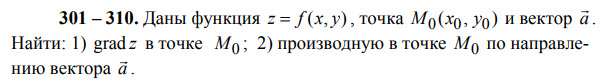 301 – 310. Даны функция z = f(x, y), точка M₀(x₀, y₀) и вектор a⃗.
Найти: 1) grad z в точке M₀; 2) производную в точке M₀ по направле-
нию вектора a⃗.